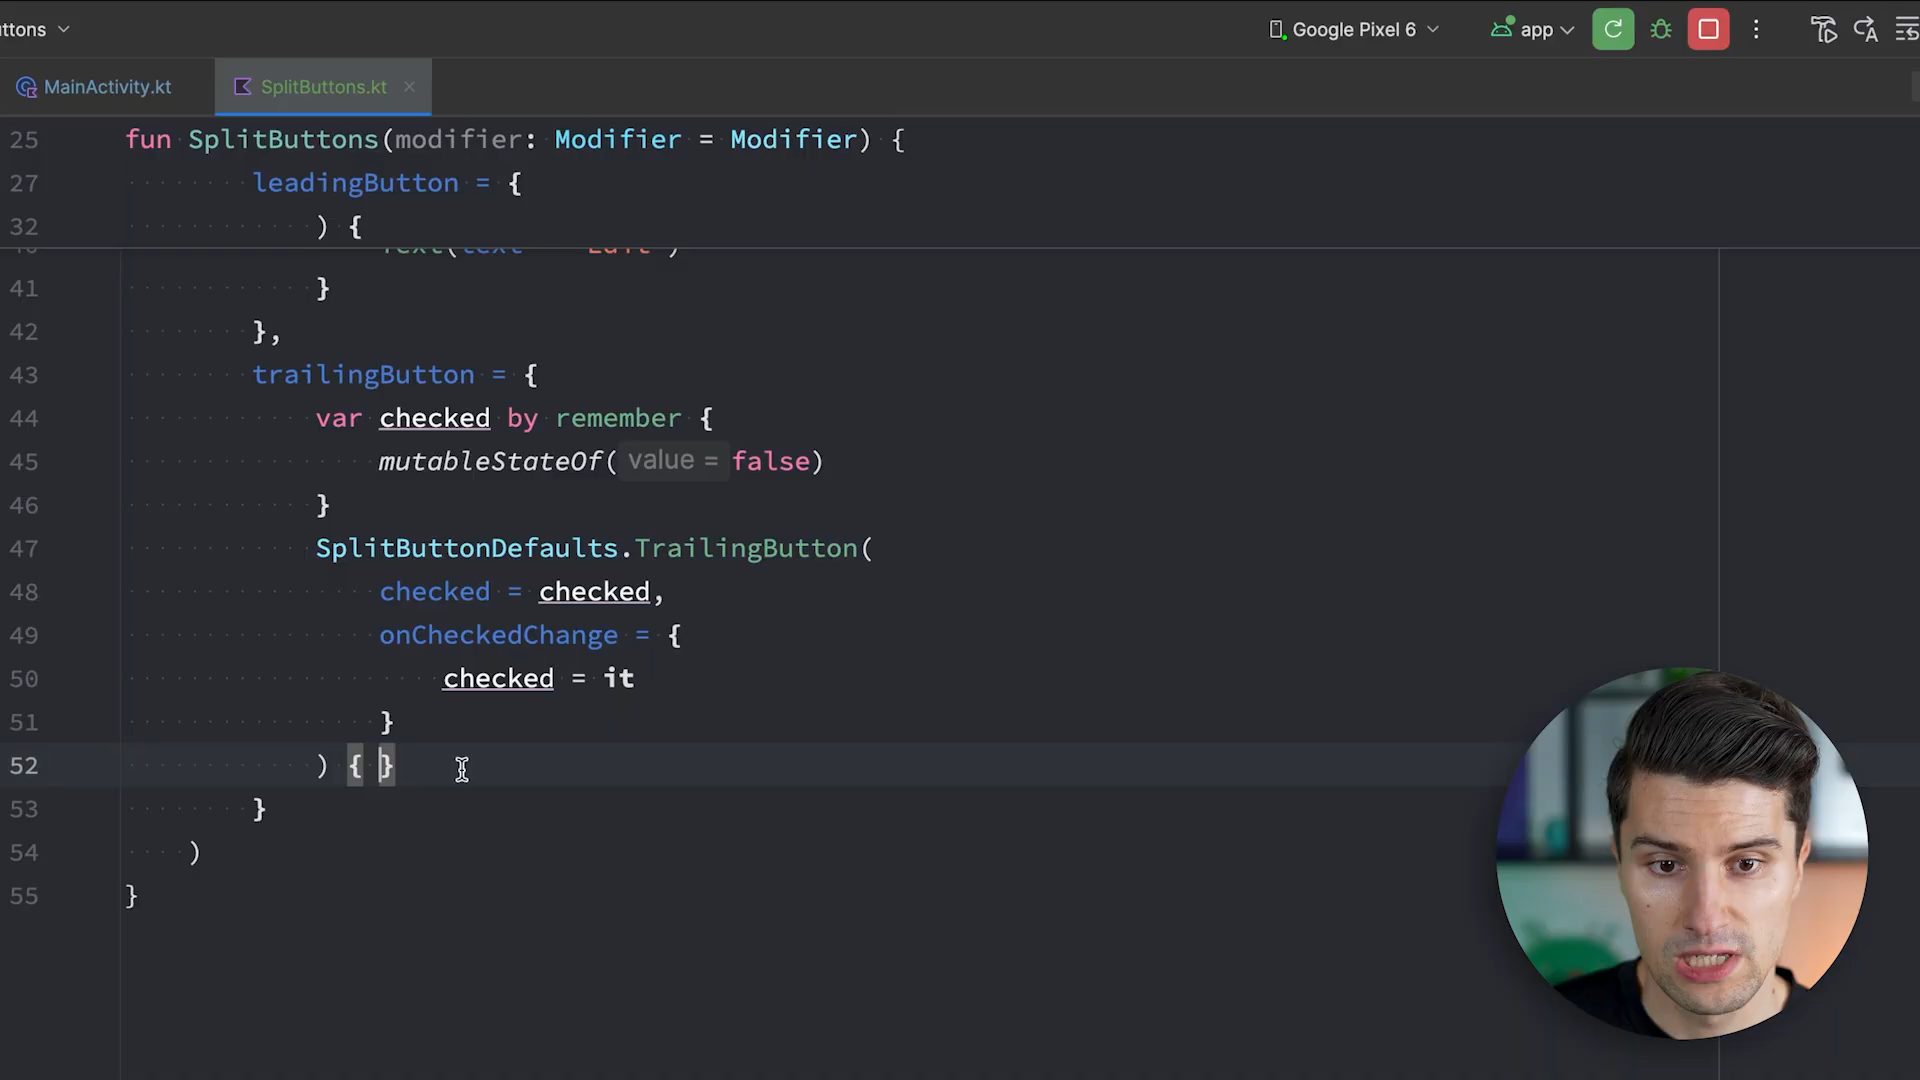 ttons
Google Pixel 6
app
MainActivity.kt
SplitButtons.kt
25 fun SplitButtons(modifier: Modifier = Modifier) {
27 leadingButton = {
32 ) {
41 }
42 },
43 trailingButton = {
44 var checked by remember {
45 mutableStateOf( value = false)
46 }
47 SplitButtonDefaults.TrailingButton(
48 checked = checked,
49 onCheckedChange = {
50 checked = it
51 }
52 ) { }
53 }
54 )
55 }